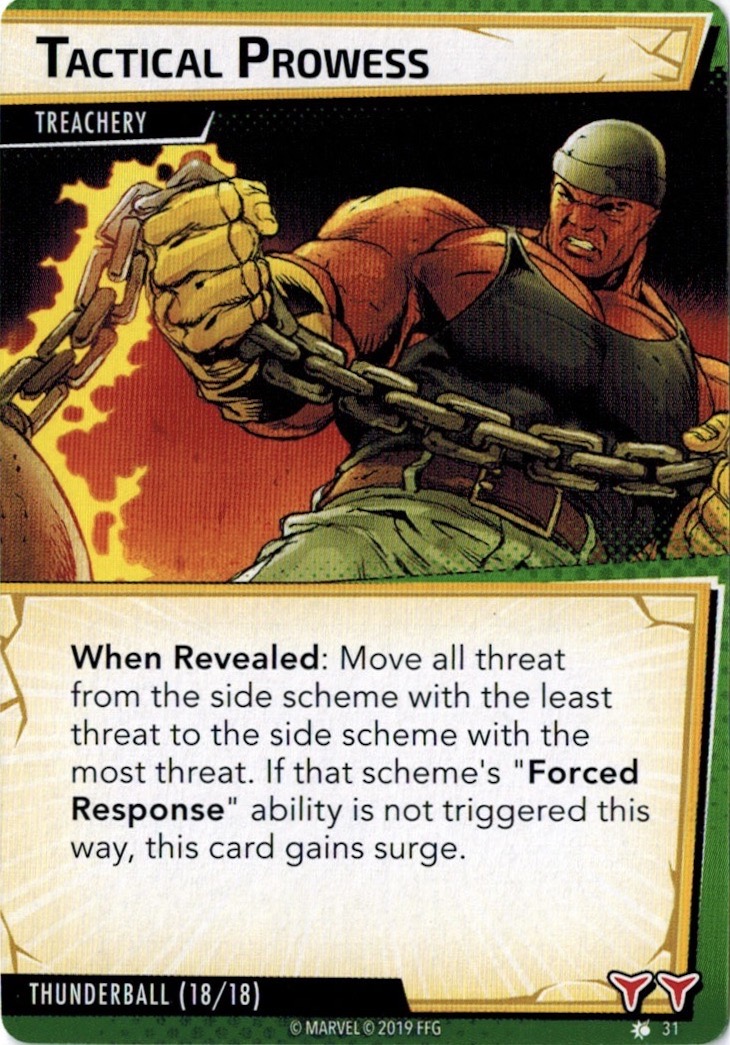 TACTICAL PROWESS
TREACHERY
When Revealed: Move all threat
from the side scheme with the least
threat to the side scheme with the
most threat. If that scheme's "Forced
Response" ability is not triggered this
way, this card gains surge.
THUNDERBALL (18/18)
© MARVEL © 2019 FFG
31